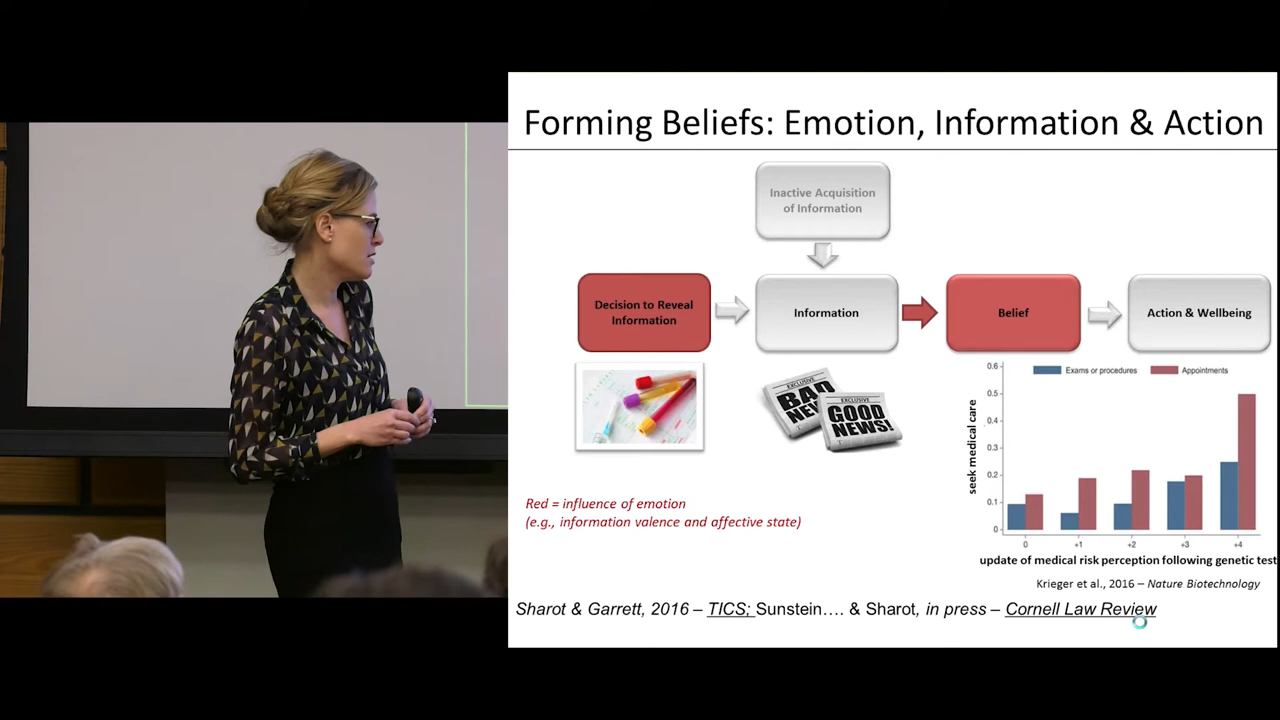 Forming Beliefs: Emotion, Information & Action
Inactive Acquisition
of Information
Decision to Reveal
Information
Information
Belief
Action & Wellbeing
EXCLUSIVE
BAD
NEW
EXCLUSIVE
GOOD
NEWS!
Exams or procedures
Appointments
seek medical care
0.6
0.5
0.4
0.3
0.2
0.1
0
0
+1
+2
+3
+4
update of medical risk perception following genetic test
Krieger et al., 2016 – Nature Biotechnology
Red = influence of emotion
(e.g., information valence and affective state)
Sharot & Garrett, 2016 – TICS; Sunstein…. & Sharot, in press – Cornell Law Review